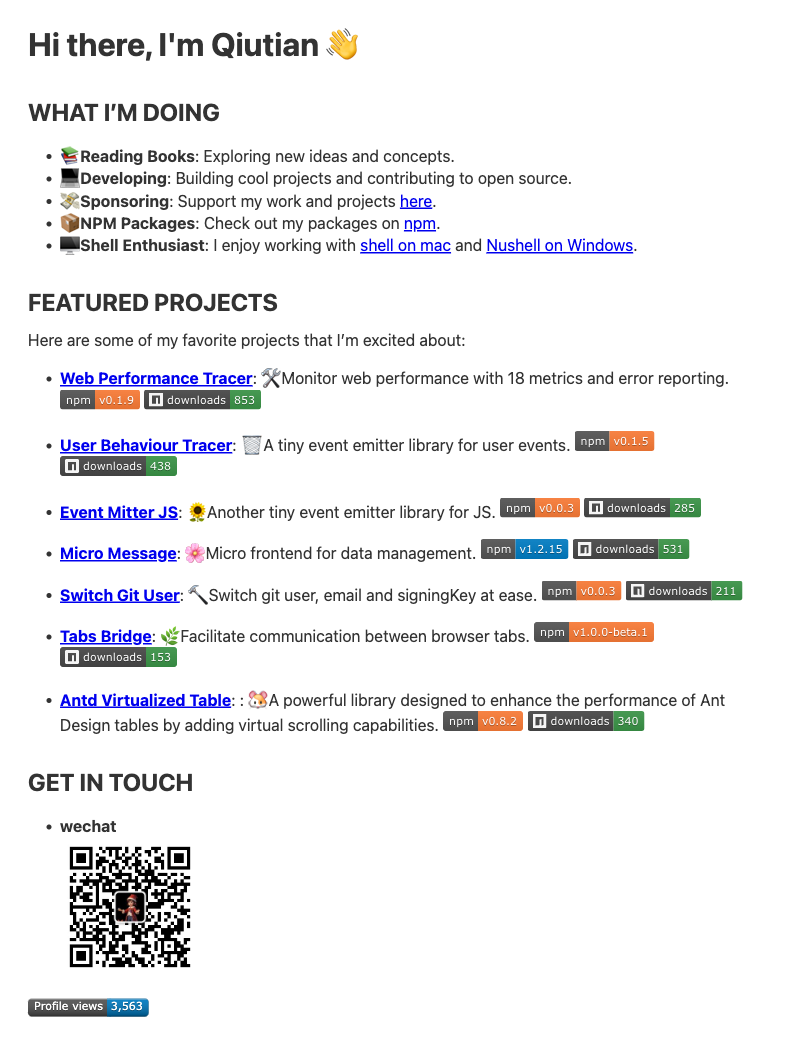 Hi there, I'm Qiutian 👋
WHAT I’M DOING
• 📚Reading Books: Exploring new ideas and concepts.
• 💻Developing: Building cool projects and contributing to open source.
• 💸Sponsoring: Support my work and projects here.
• 📦NPM Packages: Check out my packages on npm.
• 🖥️Shell Enthusiast: I enjoy working with shell on mac and Nushell on Windows.
FEATURED PROJECTS
Here are some of my favorite projects that I’m excited about:
• Web Performance Tracer: 🛠️Monitor web performance with 18 metrics and error reporting.
npm v0.1.9 downloads 853
• User Behaviour Tracer: 🗑️A tiny event emitter library for user events. npm v0.1.5
downloads 438
• Event Mitter JS: 🌻Another tiny event emitter library for JS. npm v0.0.3 downloads 285
• Micro Message: 🌸Micro frontend for data management. npm v1.2.15 downloads 531
• Switch Git User: 🔨Switch git user, email and signingKey at ease. npm v0.0.3 downloads 211
• Tabs Bridge: 🌿Facilitate communication between browser tabs. npm v1.0.0-beta.1
downloads 153
• Antd Virtualized Table: : 🐹A powerful library designed to enhance the performance of Ant
Design tables by adding virtual scrolling capabilities. npm v0.8.2 downloads 340
GET IN TOUCH
• wechat
Profile views 3,563